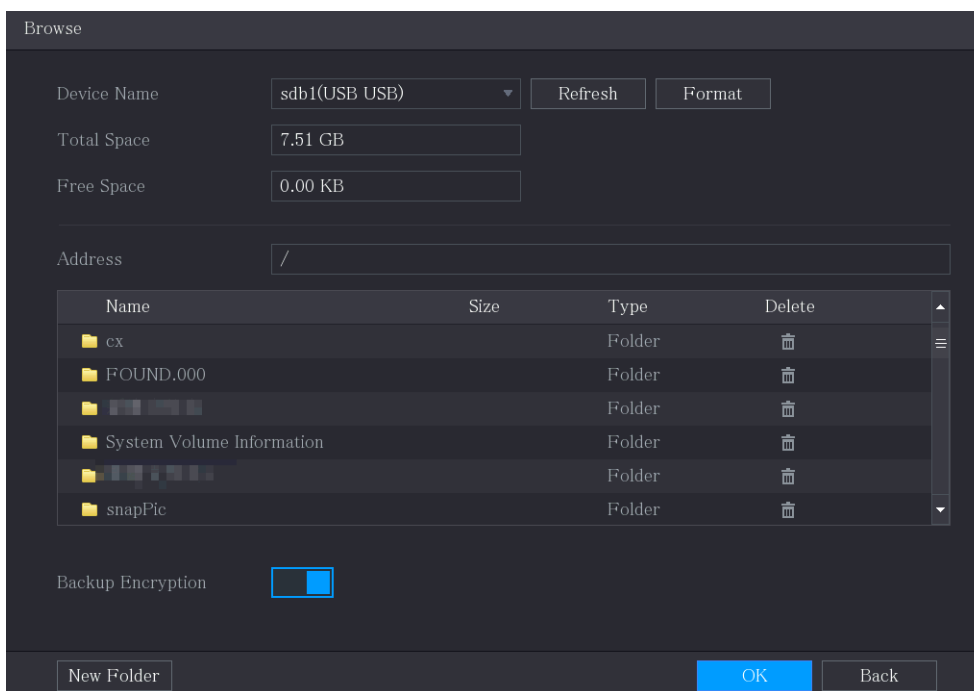 Browse
Device Name sdb1(USB USB) Refresh Format
Total Space 7.51 GB
Free Space 0.00 KB
Address /
Name Size Type Delete
cx Folder
FOUND.000 Folder
Folder
System Volume Information Folder
Folder
snapPic Folder
Backup Encryption
New Folder OK Back